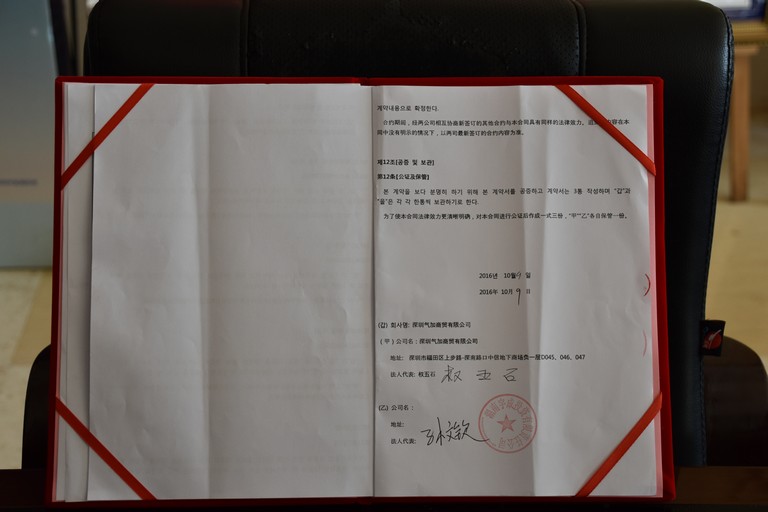 계약내용으로 확정한다.
合约期间，经两公司相互协商新签订的其他合约与本合同具有同样的法律效力。 内容在本
同中没有明示的情况下，以两司最新签订的合约内容为准。
제12조[공증 및 보관]
第12条[公证及保管]
본 계약을 보다 분명히 하기 위해 본 계약서를 공증하고 계약서는 3통 작성하며 "갑"과
"을"은 각 각 한통씩 보관하기로 한다.
为了使本合同法律效力更清晰明确，对本合同进行公证后作成一式三份，"甲""乙"各自保管一份。
2016년 10월 9 일
2016年 10月 9 日
(갑) 회사명: 深圳气加商贸有限公司
(甲) 公司名：深圳气加商贸有限公司
地址: 深圳市福田区上步路-深南路口中信地下商场负一层D045、046、047
法人代表: 权五石 权五石
(乙) 公司名：
地址:
法人代表: